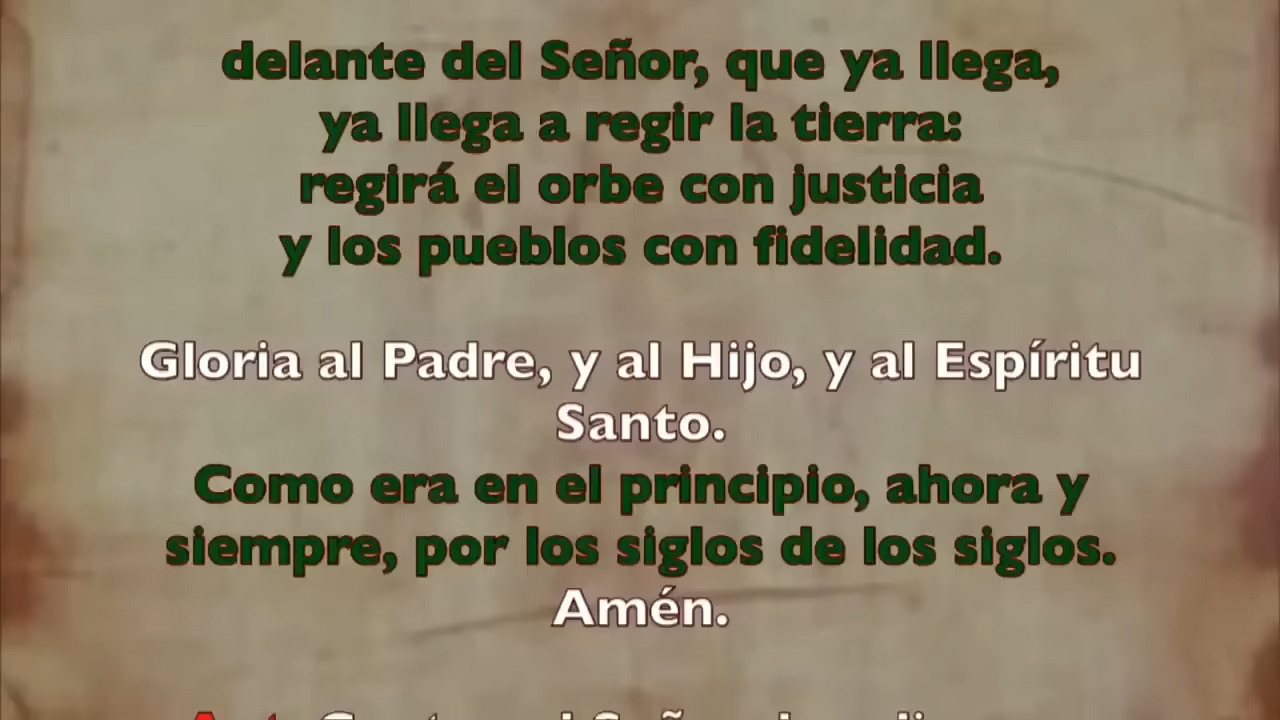 delante del Señor, que ya llega,
ya llega a regir la tierra:
regirá el orbe con justicia
y los pueblos con fidelidad.
Gloria al Padre, y al Hijo, y al Espíritu
Santo.
Como era en el principio, ahora y
siempre, por los siglos de los siglos.
Amén.